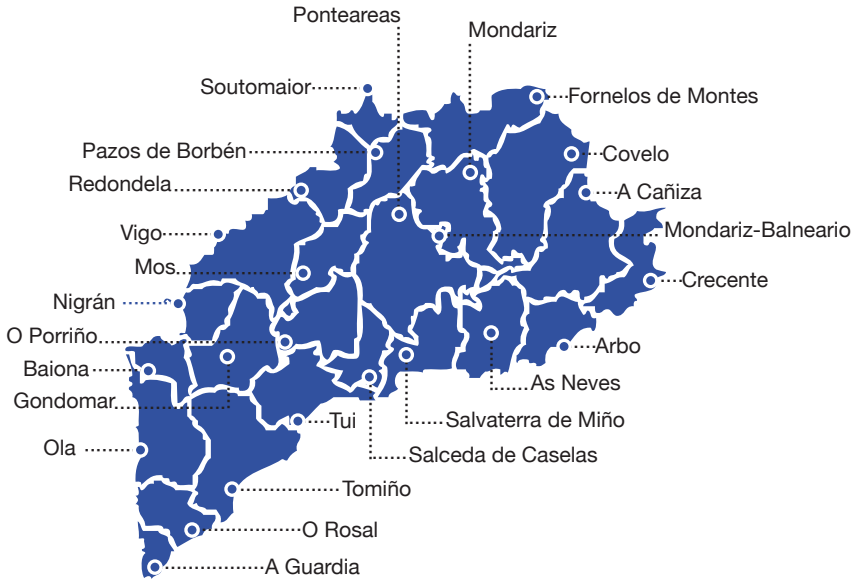 Ponteareas
Mondariz
Soutomaior
Fornelos de Montes
Pazos de Borbén
Covelo
Redondela
A Cañiza
Vigo
Mondariz-Balneario
Mos
Crecente
Nigrán
O Porriño
Arbo
Baiona
As Neves
Gondomar
Tui
Salvaterra de Miño
Ola
Salceda de Caselas
Tomiño
O Rosal
A Guardia